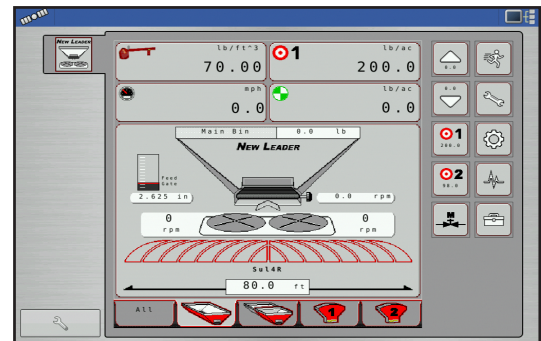 mom
NEW LEADER
lb/ft^3
70.00
1
lb/ac
200.0
mph
0.0
lb/ac
0.0
0.0
0.0
Main Bin 0.0 lb
NEW LEADER
Feed
Gate
2.625 in
0.0 rpm
0
rpm
0
rpm
Sul4R
80.0 ft
1
200.0
2
90.0
M
All
1
2